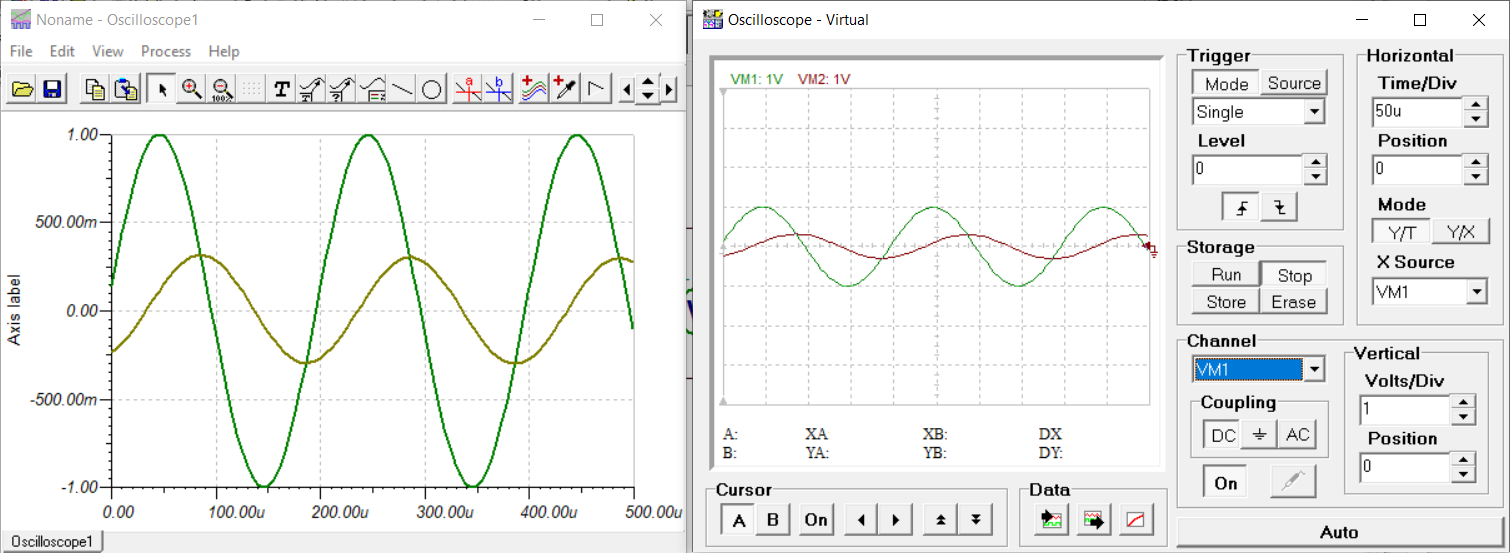 Noname - Oscilloscope1
File Edit View Process Help
T
100%
a
b
1.00
500.00m
0.00
-500.00m
-1.00
Axis label
0.00 100.00u 200.00u 300.00u 400.00u 500.00u
Oscilloscope1
Oscilloscope - Virtual
VM1: 1V VM2: 1V
A: XA XB: DX
B: YA: YB: DY:
Cursor
A B On
Data
Trigger
Mode Source
Single
Level
0
Storage
Run Stop
Store Erase
Horizontal
Time/Div
50u
Position
0
Mode
Y/T Y/X
X Source
VM1
Channel
VM1
Coupling
DC AC
On
Vertical
Volts/Div
1
Position
0
Auto